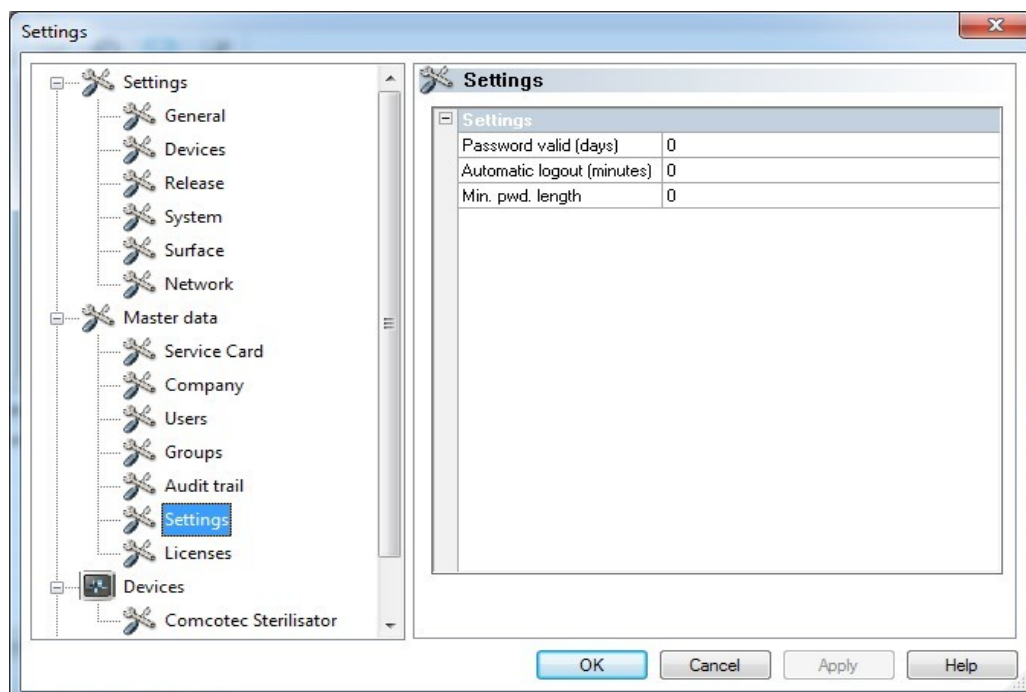 Settings
Settings
General
Devices
Release
System
Surface
Network
Master data
Service Card
Company
Users
Groups
Audit trail
Settings
Licenses
Devices
Comcotec Sterilisator
Settings
Settings
Password valid (days) 0
Automatic logout (minutes) 0
Min. pwd. length 0
OK Cancel Apply Help